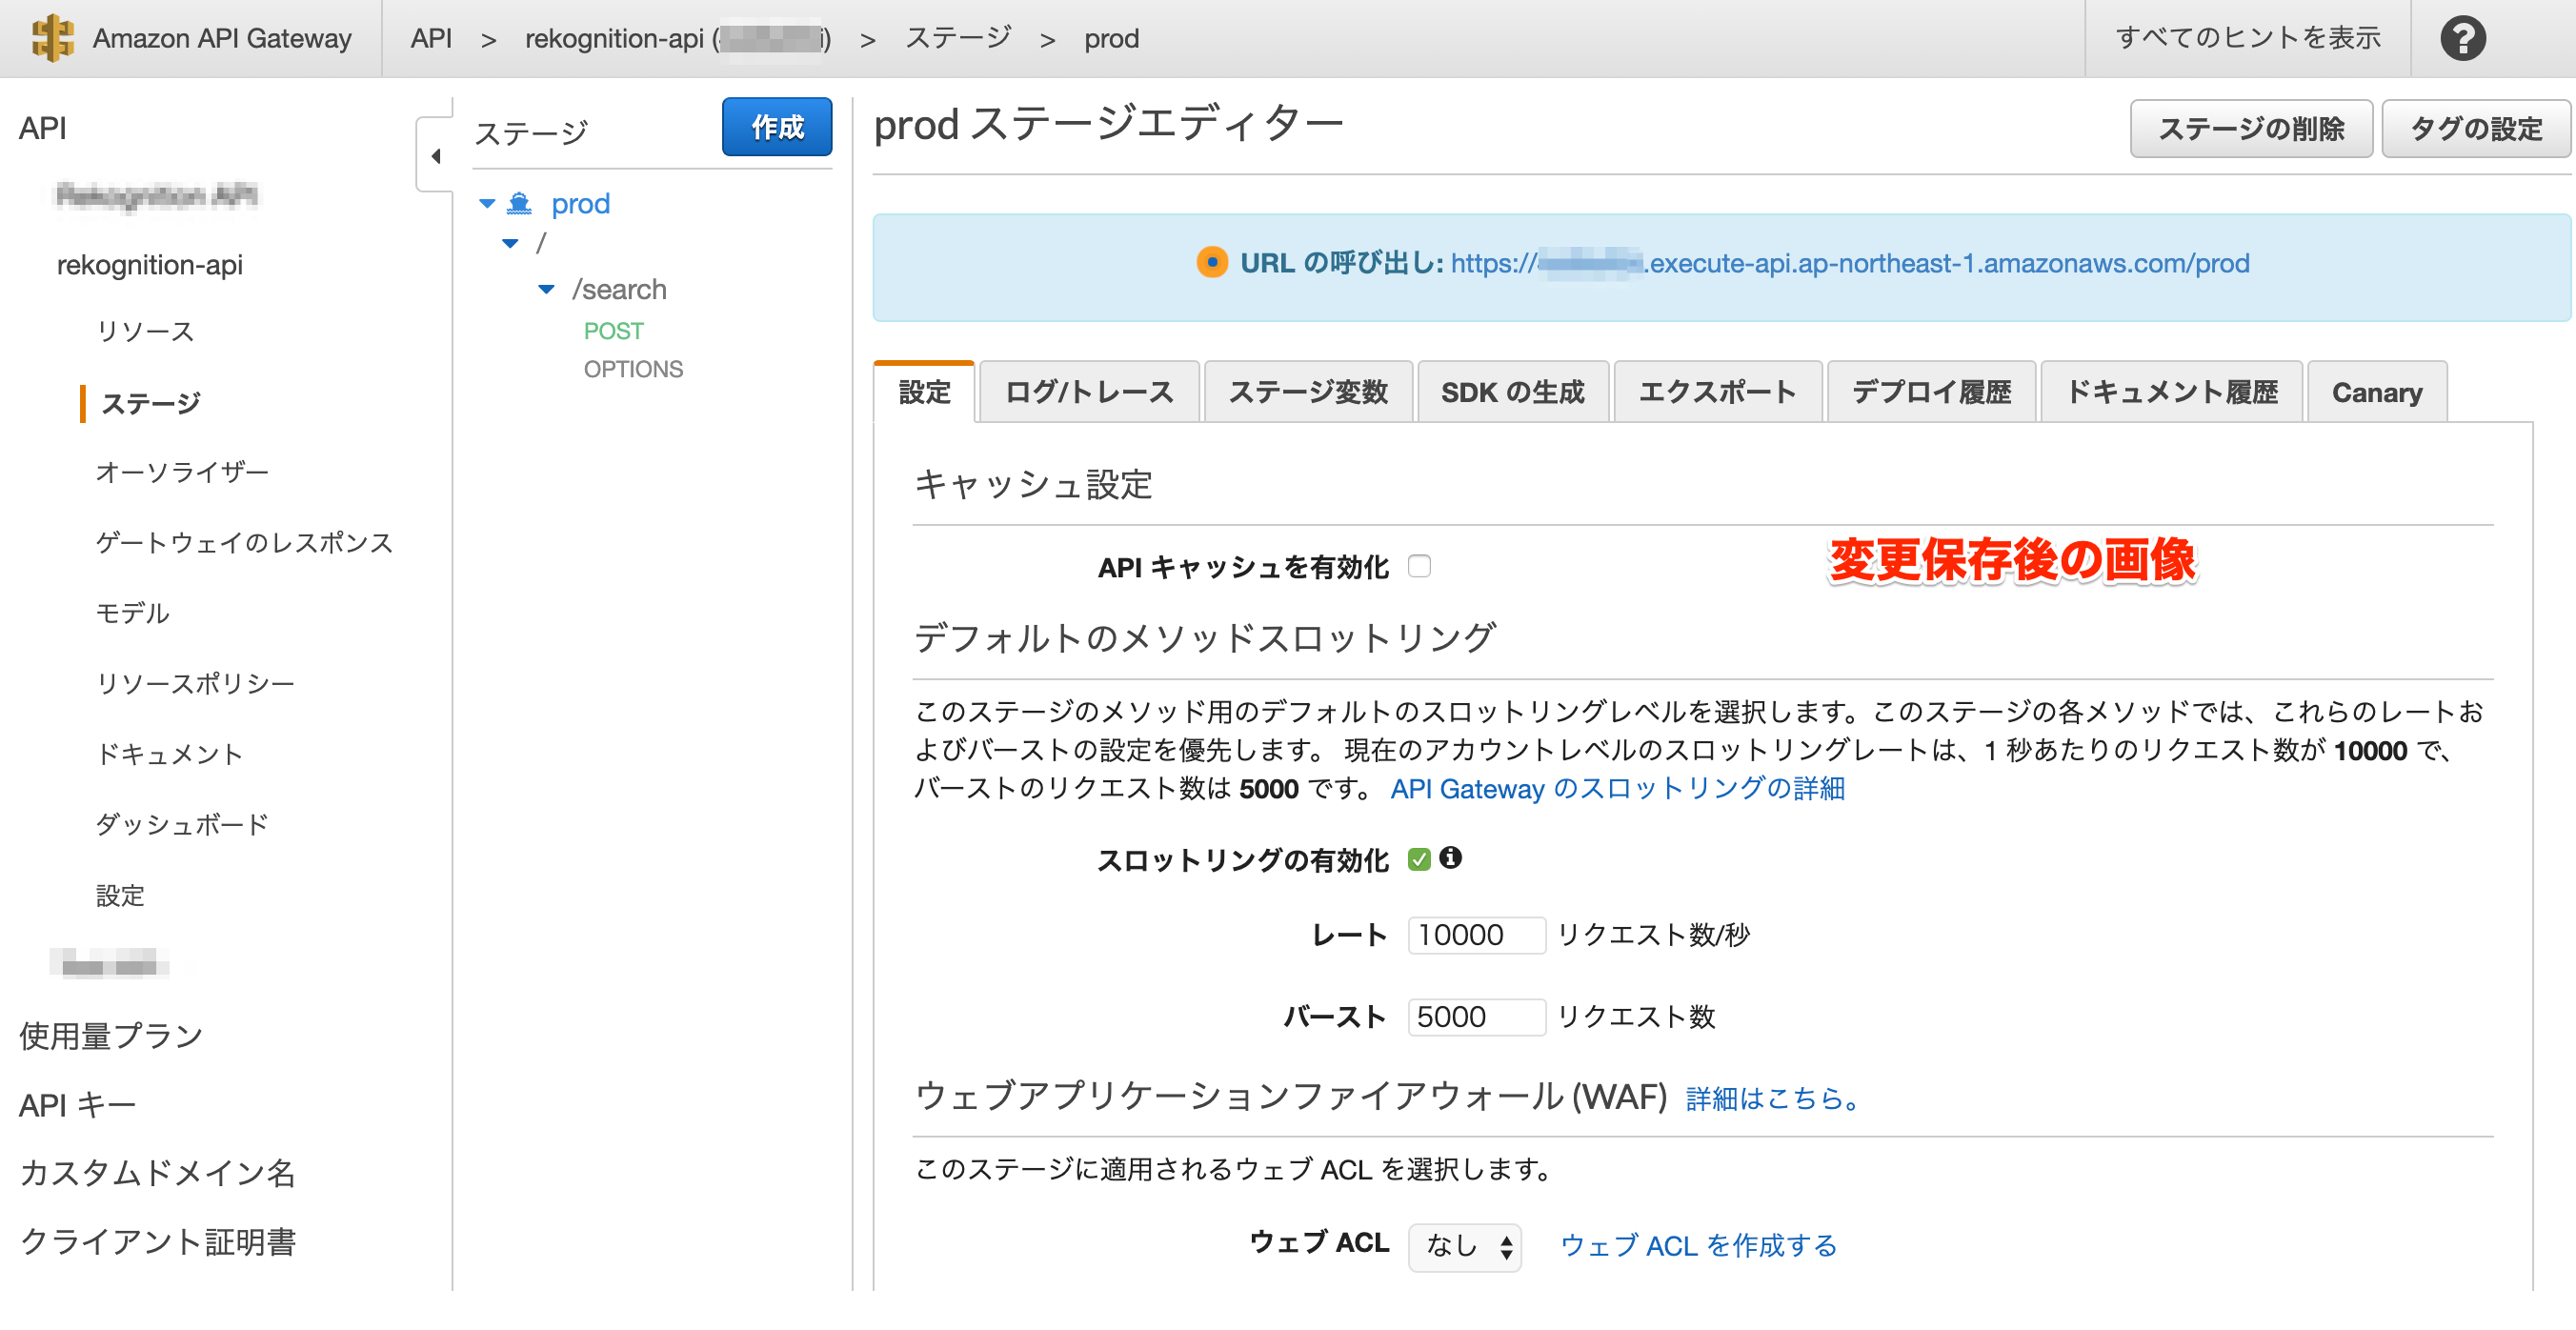 Amazon API Gateway
API > rekognition-api ( i) > ステージ > prod
すべてのヒントを表示
?
API
rekognition-api
リソース
ステージ
オーソライザー
ゲートウェイのレスポンス
モデル
リソースポリシー
ドキュメント
ダッシュボード
設定
使用量プラン
API キー
カスタムドメイン名
クライアント証明書
ステージ
作成
prod
/
/search
POST
OPTIONS
prod ステージエディター
ステージの削除
タグの設定
URL の呼び出し: https:// .execute-api.ap-northeast-1.amazonaws.com/prod
設定
ログ/トレース
ステージ変数
SDK の生成
エクスポート
デプロイ履歴
ドキュメント履歴
Canary
キャッシュ設定
API キャッシュを有効化
変更保存後の画像
デフォルトのメソッドスロットリング
このステージのメソッド用のデフォルトのスロットリングレベルを選択します。このステージの各メソッドでは、これらのレートお
よびバーストの設定を優先します。 現在のアカウントレベルのスロットリングレートは、1 秒あたりのリクエスト数が 10000 で、
バーストのリクエスト数は 5000 です。 API Gateway のスロットリングの詳細
スロットリングの有効化
レート 10000 リクエスト数/秒
バースト 5000 リクエスト数
ウェブアプリケーションファイアウォール (WAF) 詳細はこちら。
このステージに適用されるウェブ ACL を選択します。
ウェブ ACL なし ウェブ ACL を作成する